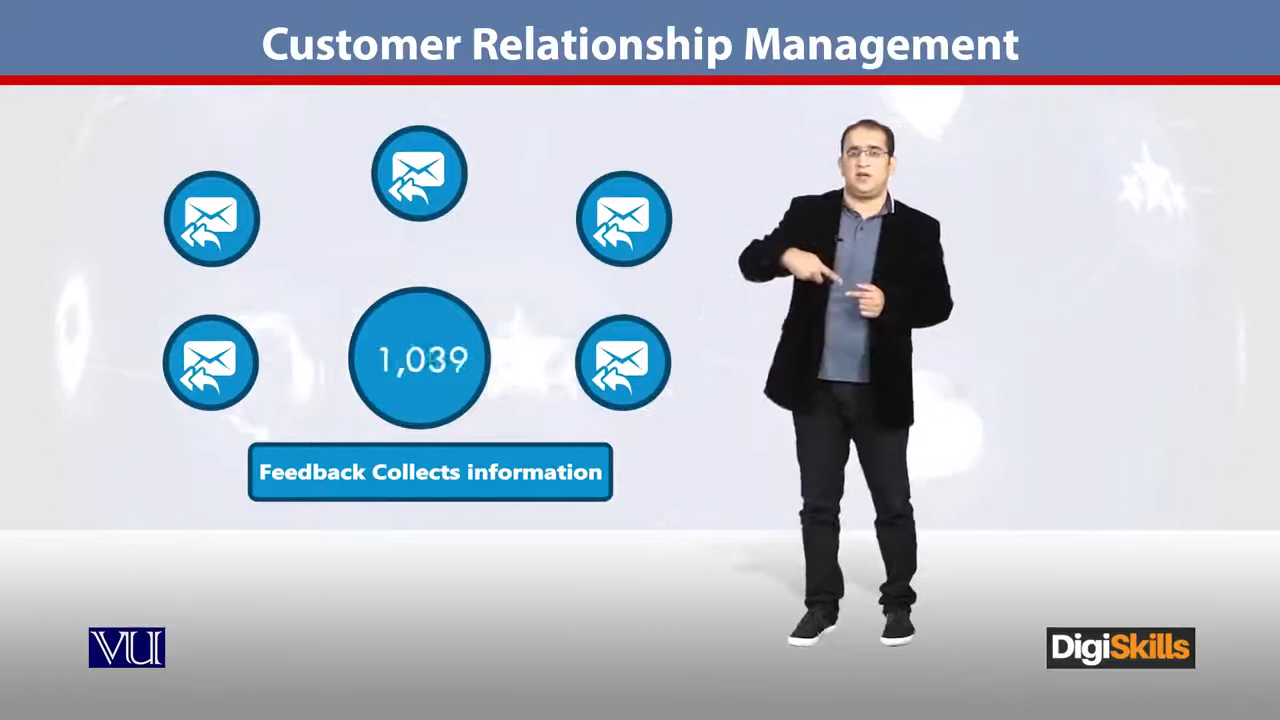 Customer Relationship Management
1,039
Feedback Collects information
VU
DigiSkills